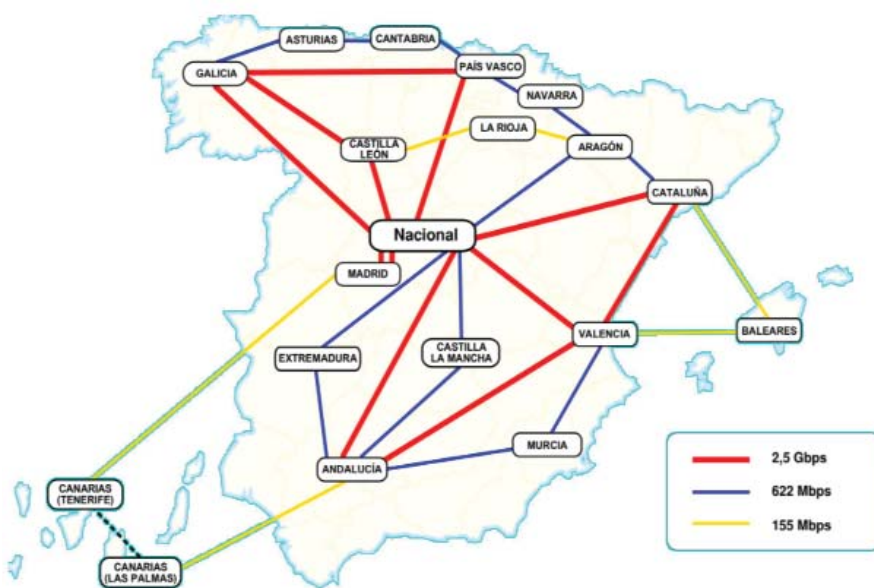 ASTURIAS
CANTABRIA
GALICIA
PAÍS VASCO
NAVARRA
LA RIOJA
CASTILLA
LEÓN
ARAGÓN
CATALUÑA
Nacional
MADRID
VALENCIA
BALEARES
EXTREMADURA
CASTILLA
LA MANCHA
MURCIA
ANDALUCÍA
CANARIAS
(TENERIFE)
CANARIAS
(LAS PALMAS)
2,5 Gbps
622 Mbps
155 Mbps